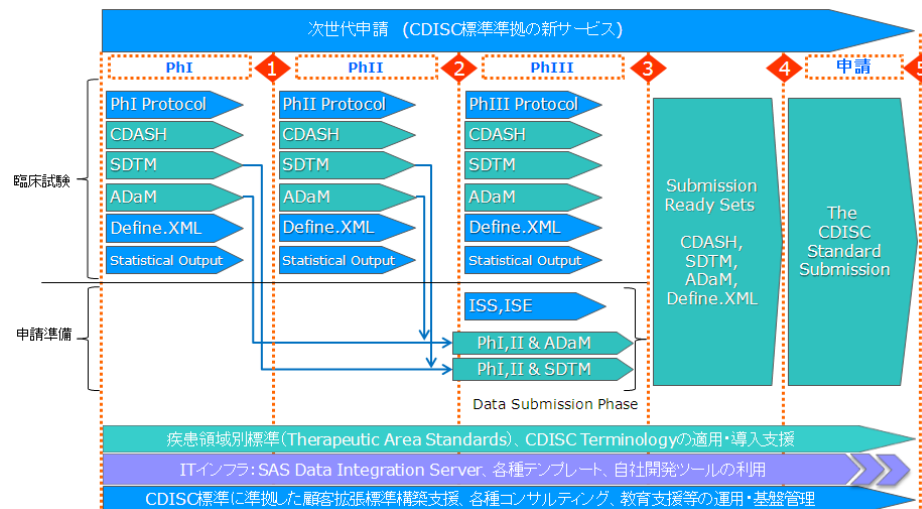 次世代申請 (CDISC標準準拠の新サービス)
PhI
1
PhII
2
PhIII
3
4
申請
5
臨床試験
PhI Protocol
CDASH
SDTM
ADaM
Define.XML
Statistical Output
PhII Protocol
CDASH
SDTM
ADaM
Define.XML
Statistical Output
PhIII Protocol
CDASH
SDTM
ADaM
Define.XML
Statistical Output
Submission
Ready Sets
CDASH,
SDTM,
ADaM,
Define.XML
The
CDISC
Standard
Submission
申請準備
ISS,ISE
PhI,II & ADaM
PhI,II & SDTM
Data Submission Phase
疾患領域別標準(Therapeutic Area Standards)、CDISC Terminologyの適用・導入支援
ITインフラ:SAS Data Integration Server、各種テンプレート、自社開発ツールの利用
CDISC標準に準拠した顧客拡張標準構築支援、各種コンサルティング、教育支援等の運用・基盤管理